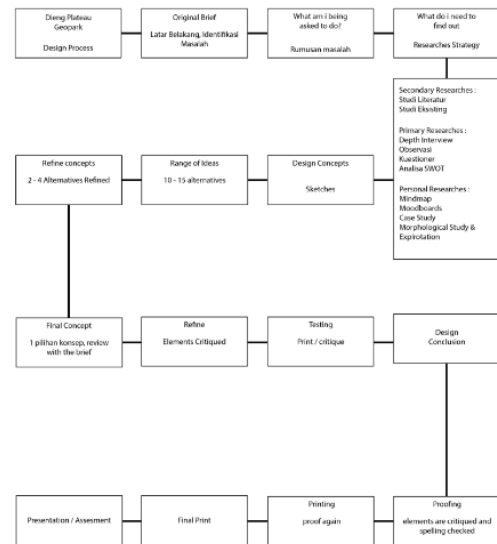 Dieng Plateau
Geopark
Design Process
Original Brief
Latar Belakang, Identifikasi
Masalah
What am i being
asked to do?
Rumusan masalah
What do i need to
find out
Researches Strategy
Secondary Researches :
Studi Literatur
Studi Eksisting
Primary Researches :
Depth Interview
Observasi
Kuestioner
Analisa SWOT
Personal Researches :
Mindmap
Moodboards
Case Study
Morphological Study &
Explrotation
Design Concepts
Sketches
Range of Ideas
10 - 15 alternatives
Refine concepts
2 - 4 Alternatives Refined
Final Concept
1 pilihan konsep, review
with the brief
Refine
Elements Critiqued
Testing
Print / critique
Design
Conclusion
Proofing
elements are critiqued and
spelling checked
Printing
proof again
Final Print
Presentation / Assesment